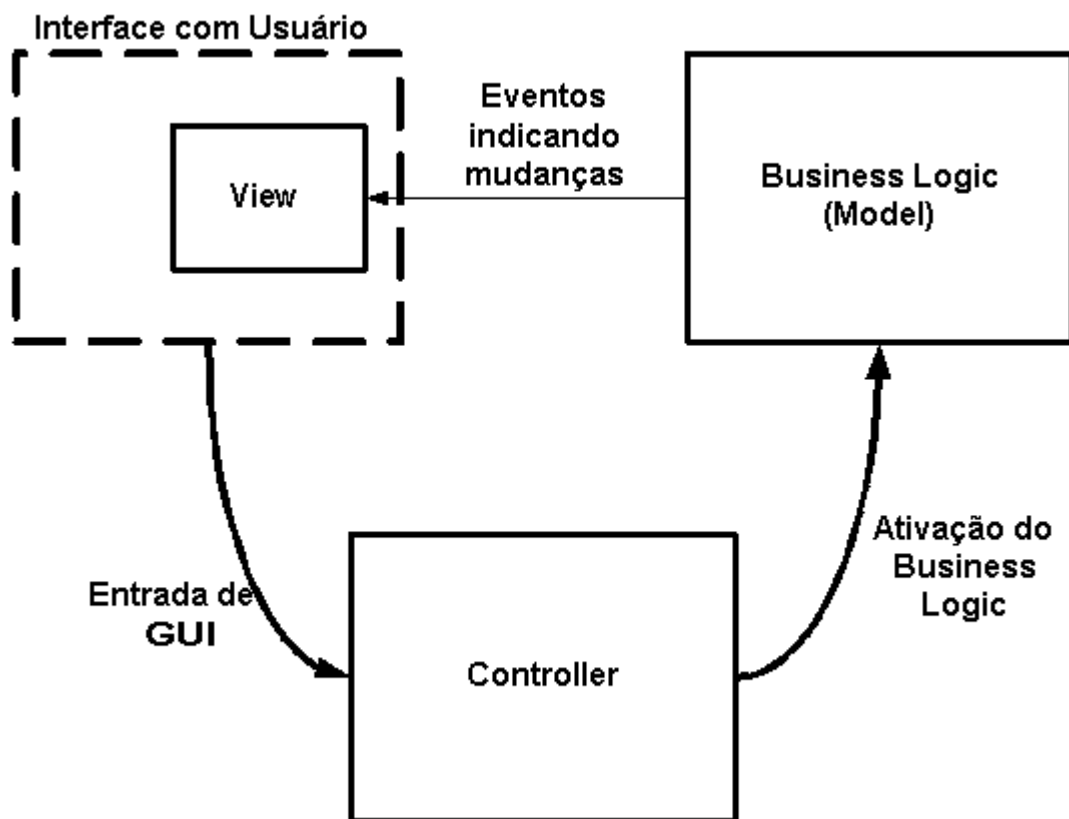 Interface com Usuário
View
Eventos
indicando
mudanças
Business Logic
(Model)
Entrada de
GUI
Controller
Ativação do
Business
Logic